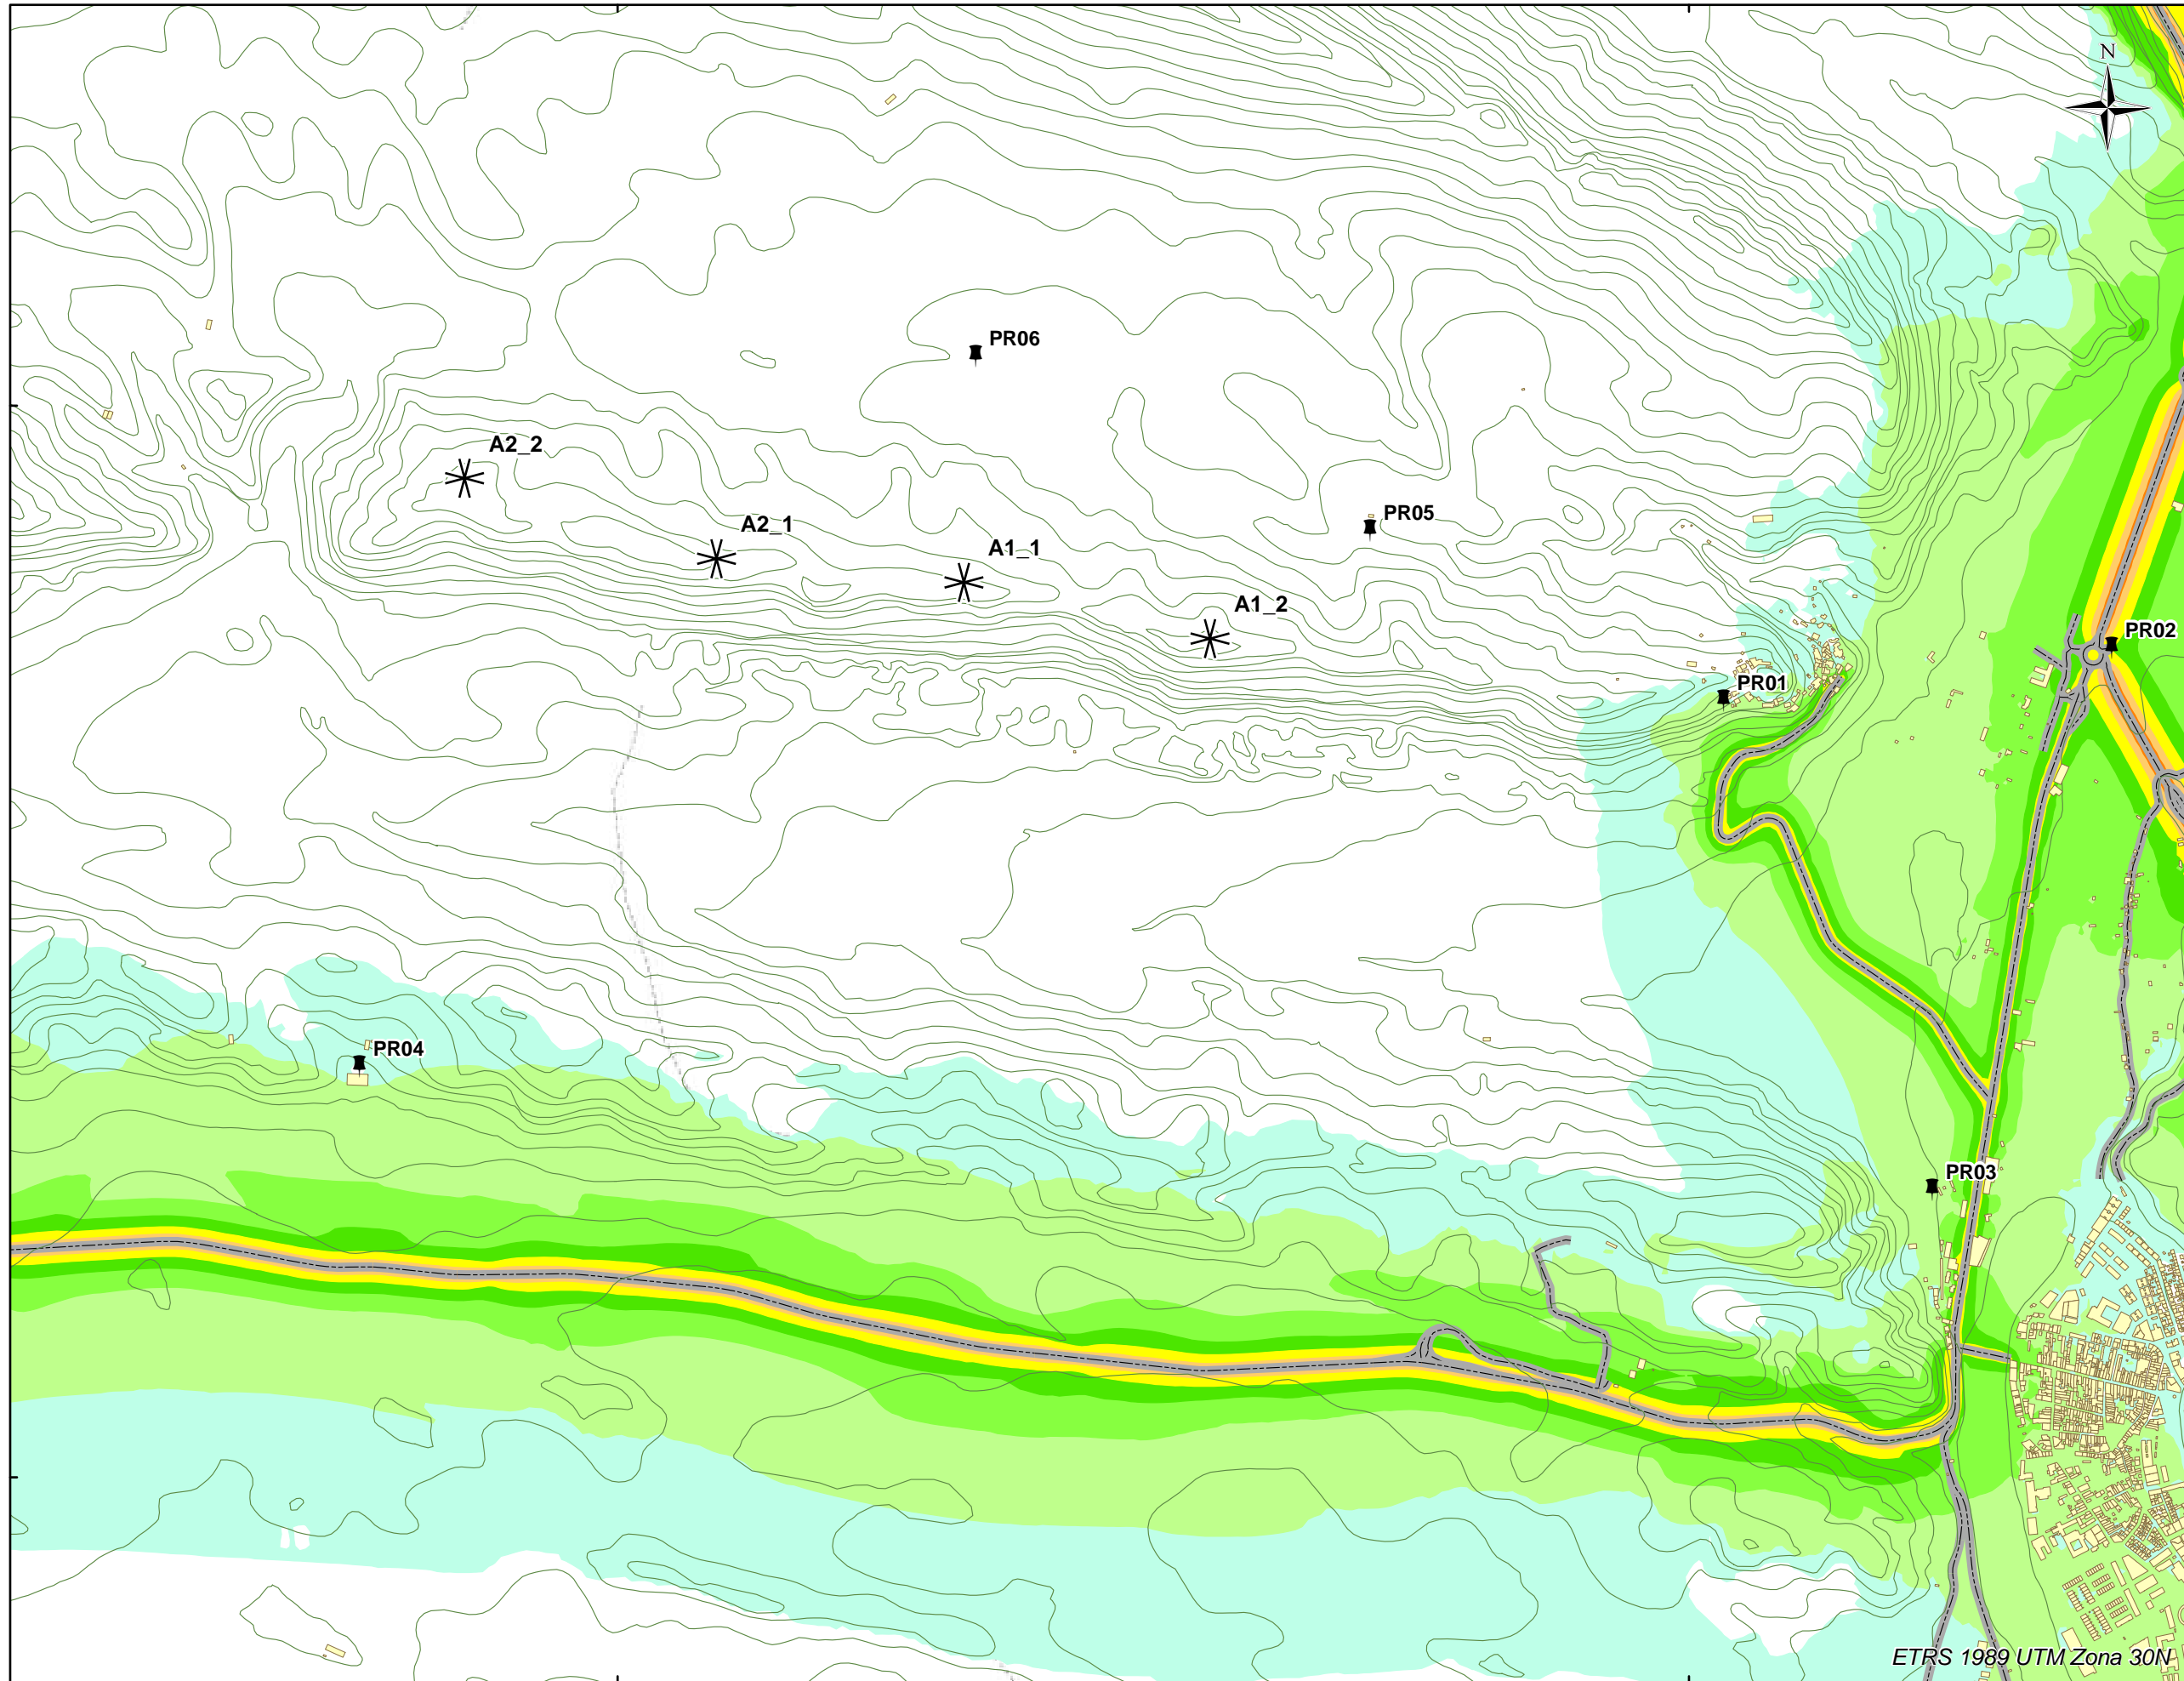 N
PR06
A2_2
PR05
A2_1
A1_1
A1_2
PR02
PR01
PR04
PR03
ETRS 1989 UTM Zona 30N